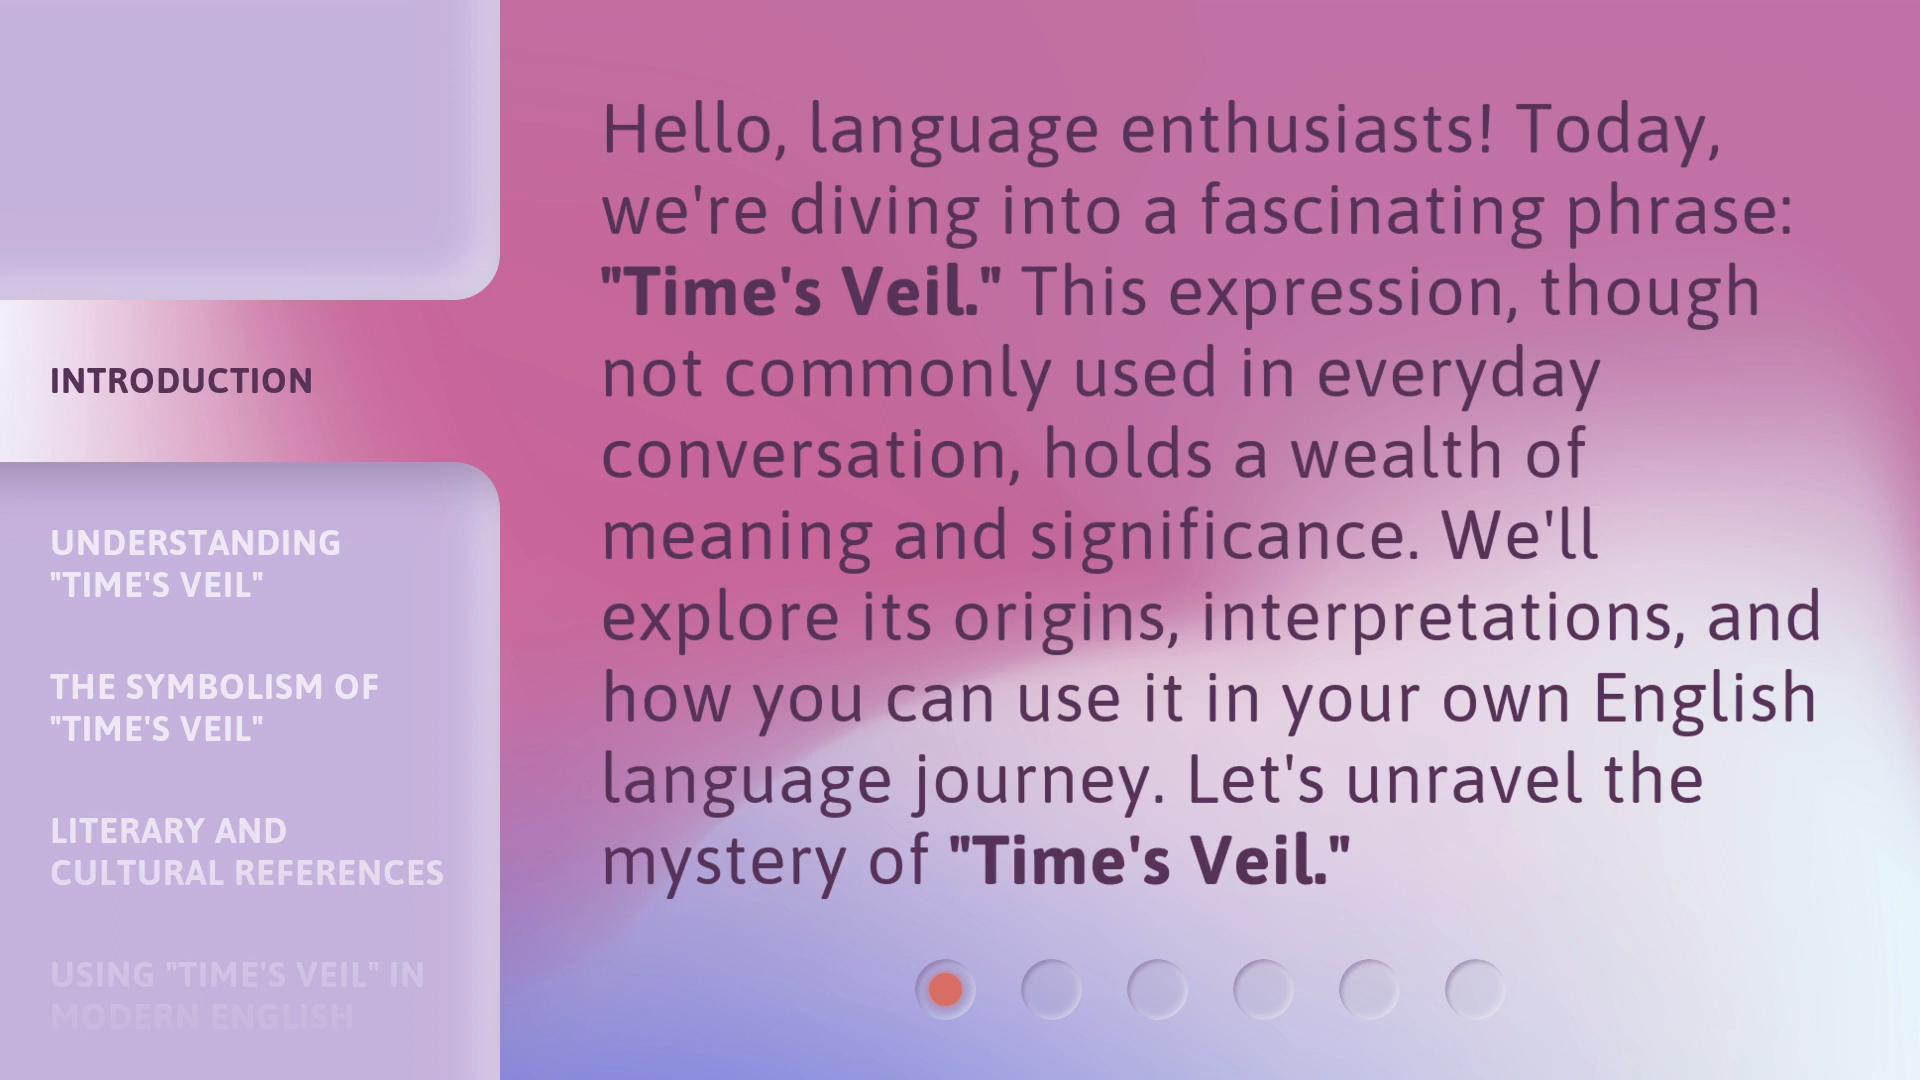 INTRODUCTION
UNDERSTANDING
"TIME'S VEIL"
THE SYMBOLISM OF
"TIME'S VEIL"
LITERARY AND
CULTURAL REFERENCES
USING "TIME'S VEIL" IN
MODERN ENGLISH
Hello, language enthusiasts! Today,
we're diving into a fascinating phrase:
"Time's Veil." This expression, though
not commonly used in everyday
conversation, holds a wealth of
meaning and significance. We'll
explore its origins, interpretations, and
how you can use it in your own English
language journey. Let's unravel the
mystery of "Time's Veil."